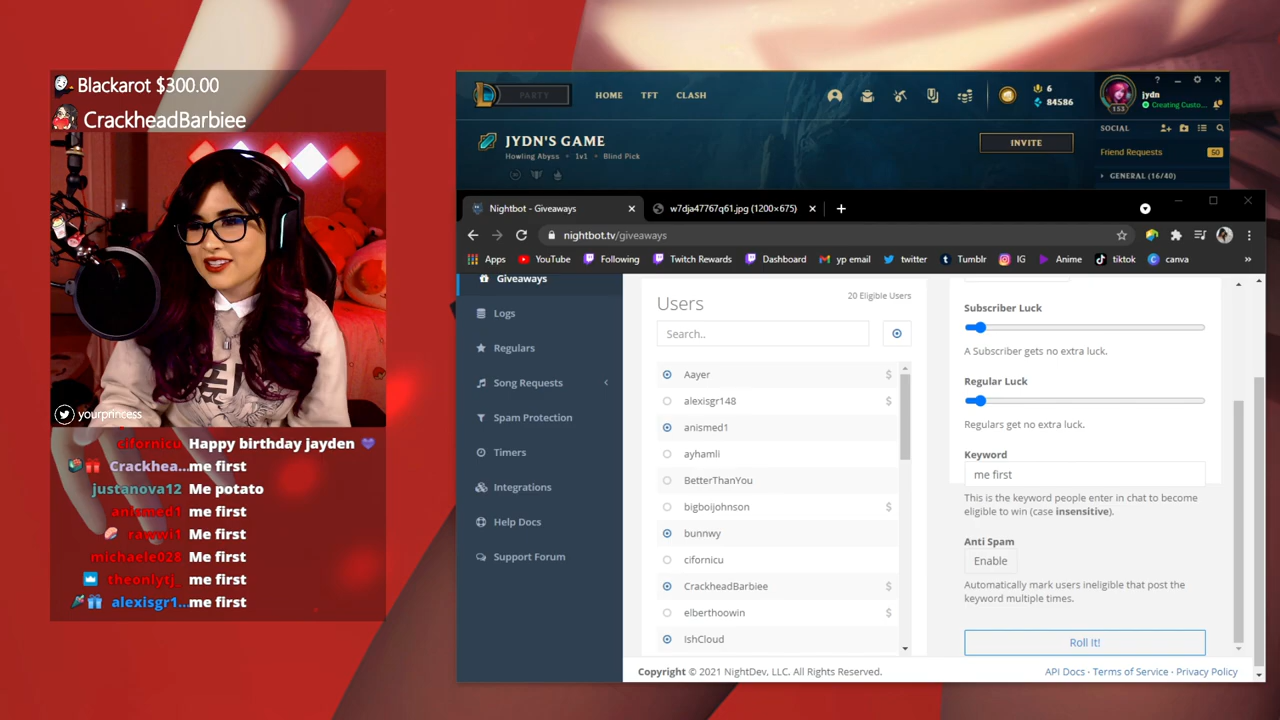 Blackarot $300.00
CrackheadBarbiee
yourprincess
cifornicu Happy birthday jayden 💜
Crackhea... me first
justanova12 Me potato
anismed1 me first
rawwi1 Me first
michaele028 Me first
theonlytj_ me first
alexisgr1... me first
PARTY
HOME
TFT
CLASH
6
84586
153
jydn
Creating Custo...
JYDN'S GAME
Howling Abyss • 1v1 • Blind Pick
INVITE
SOCIAL
Friend Requests
50
GENERAL (16/40)
Nightbot - Giveaways
w7dja47767q61.jpg (1200×675)
nightbot.tv/giveaways
Apps
YouTube
Following
Twitch Rewards
Dashboard
yp email
twitter
Tumblr
IG
Anime
tiktok
canva
»
Giveaways
Logs
Regulars
Song Requests
Spam Protection
Timers
Integrations
Help Docs
Support Forum
Users
20 Eligible Users
Search..
Aayer $
alexisgr148 $
anismed1
ayhamli
BetterThanYou
bigboijohnson $
bunnwy
cifornicu
CrackheadBarbiee $
elberthoowin $
IshCloud
Subscriber Luck
A Subscriber gets no extra luck.
Regular Luck
Regulars get no extra luck.
Keyword
me first
This is the keyword people enter in chat to become
eligible to win (case insensitive).
Anti Spam
Enable
Automatically mark users ineligible that post the
keyword multiple times.
Roll It!
Copyright © 2021 NightDev, LLC. All Rights Reserved.
API Docs · Terms of Service · Privacy Policy